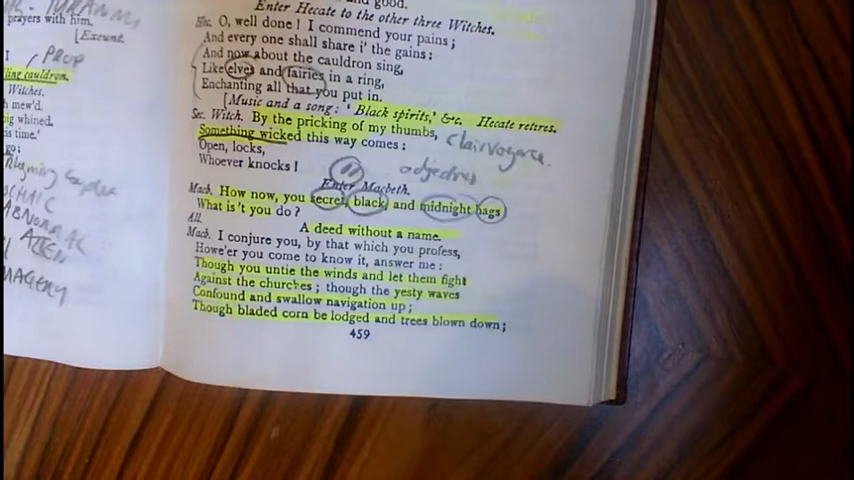 prayers with him.
[Exeunt.
PROP
ling cauldron.
Witches.
h mew'd.
pig whined.
is time.'
go;
ABNORMAL
ALIEN
IMAGERY
and good.
Enter Hecate to the other three Witches.
Hec. O, well done! I commend your pains;
And every one shall share i' the gains:
And now about the cauldron sing,
Like elves and fairies in a ring,
Enchanting all that you put in.
[Music and a song: 'Black spirits,' &c. Hecate retires.
Sec. Witch. By the pricking of my thumbs,
clairvoyance.
Something wicked this way comes:
Open, locks,
Whoever knocks!
adjectives
Enter Macbeth.
Mach. How now, you secret, black, and midnight hags
What is't you do?
All. A deed without a name.
Macb. I conjure you, by that which you profess,
Howe'er you come to know it, answer me:
Though you untie the winds and let them fight
Against the churches; though the yesty waves
Confound and swallow navigation up;
Though bladed corn be lodged and trees blown down;
459